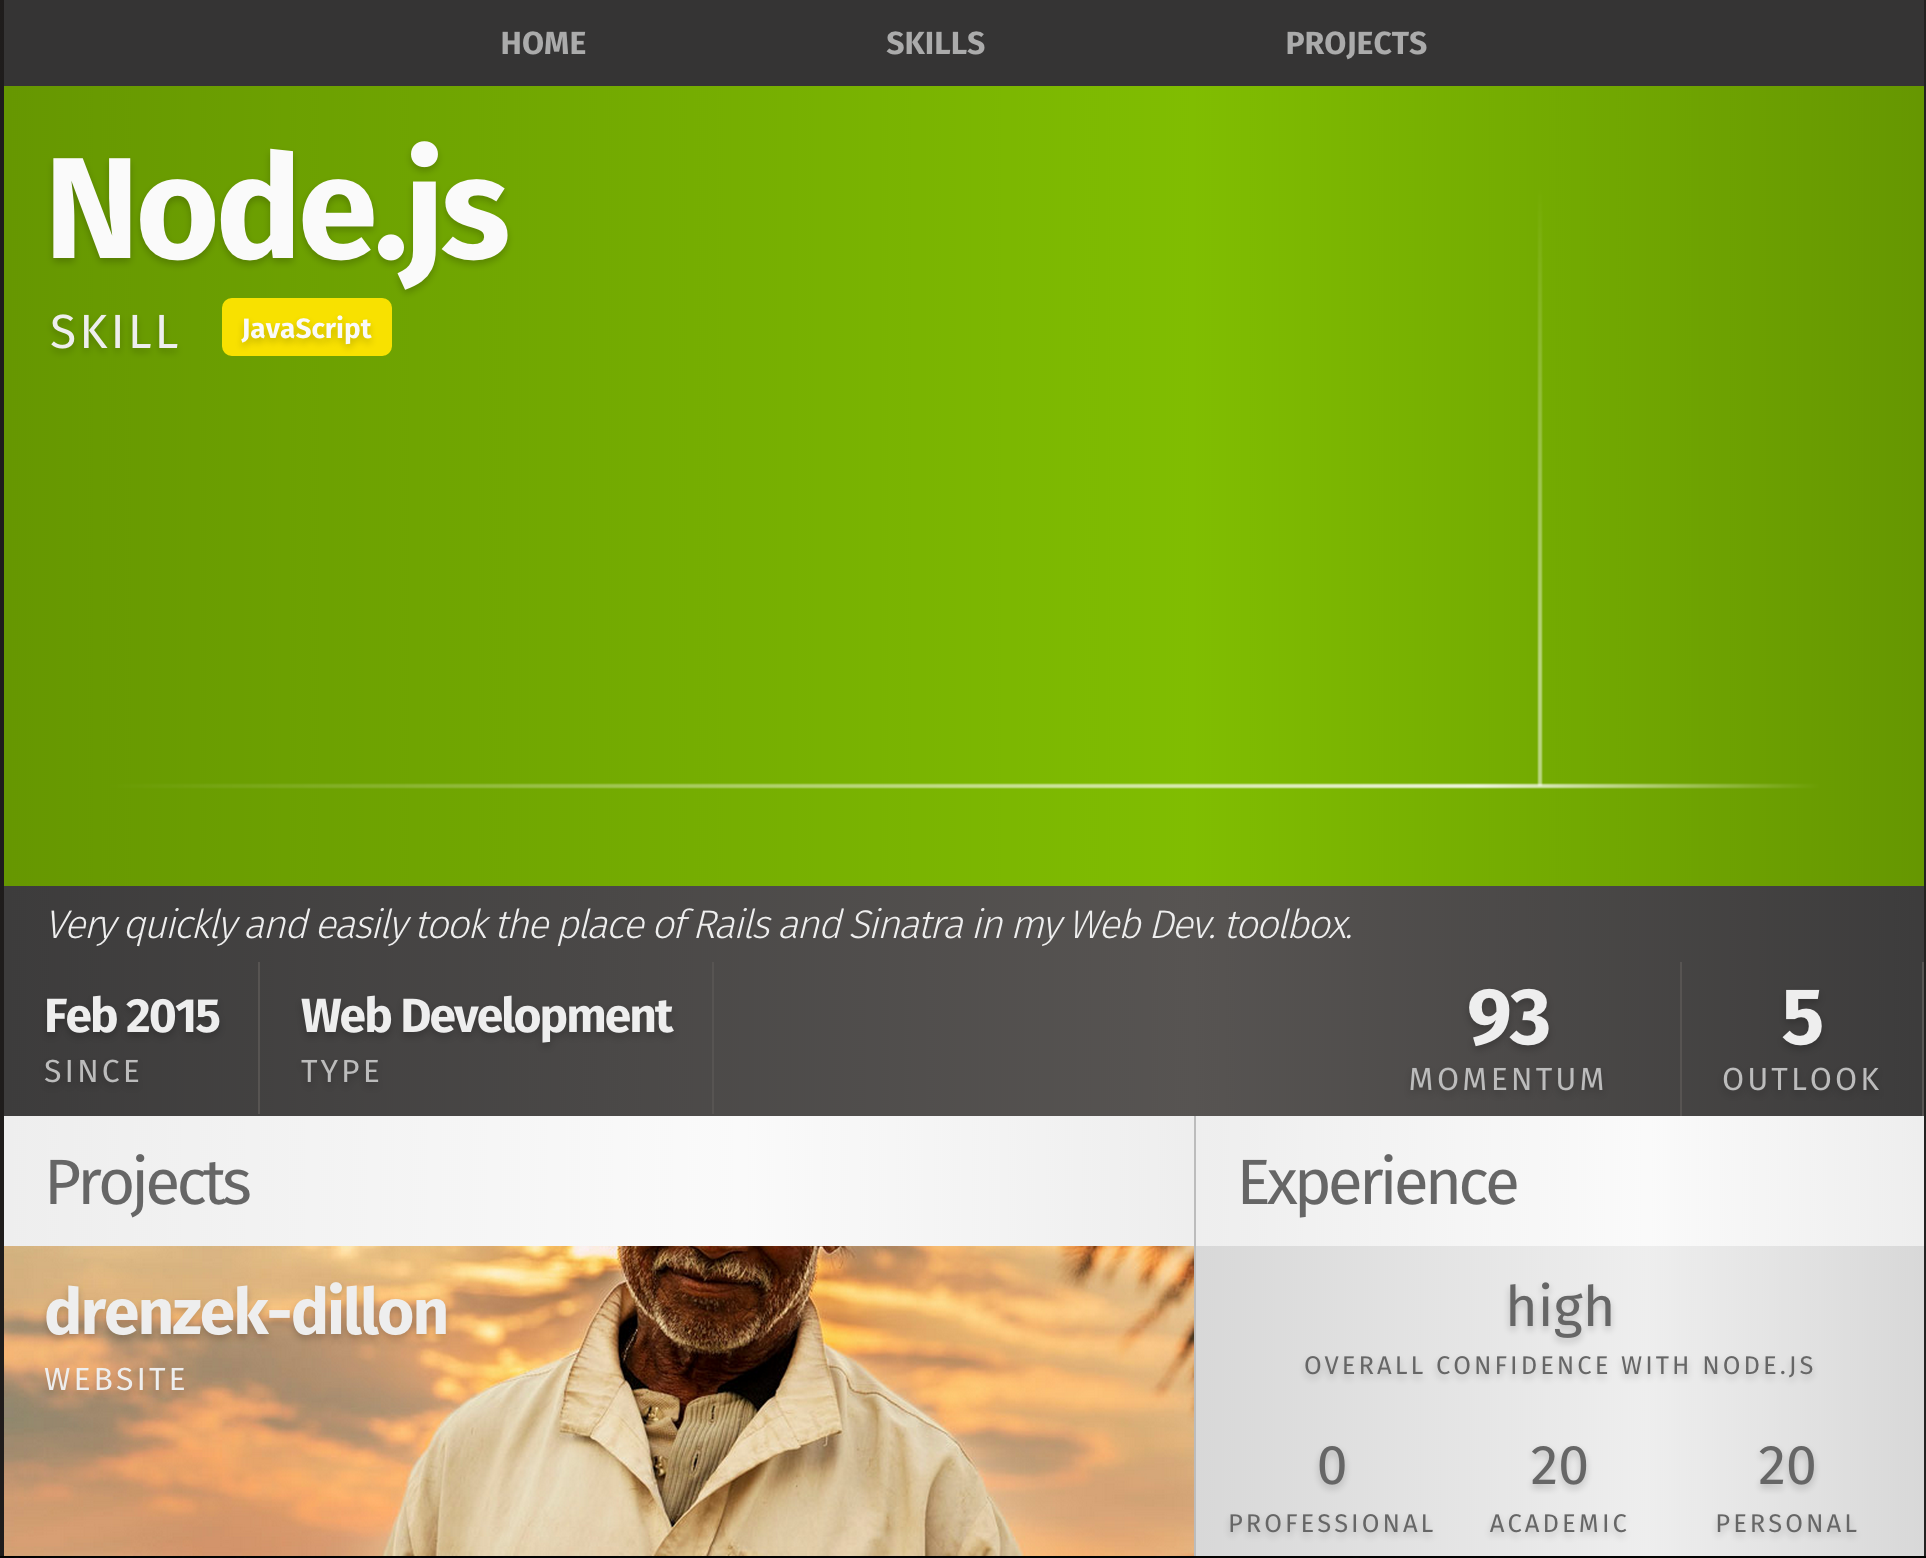 HOME SKILLS PROJECTS
Node.js
SKILL JavaScript
Very quickly and easily took the place of Rails and Sinatra in my Web Dev. toolbox.
Feb 2015
SINCE
Web Development
TYPE
93
MOMENTUM
5
OUTLOOK
Projects
drenzek-dillon
WEBSITE
Experience
high
OVERALL CONFIDENCE WITH NODE.JS
0
PROFESSIONAL
20
ACADEMIC
20
PERSONAL